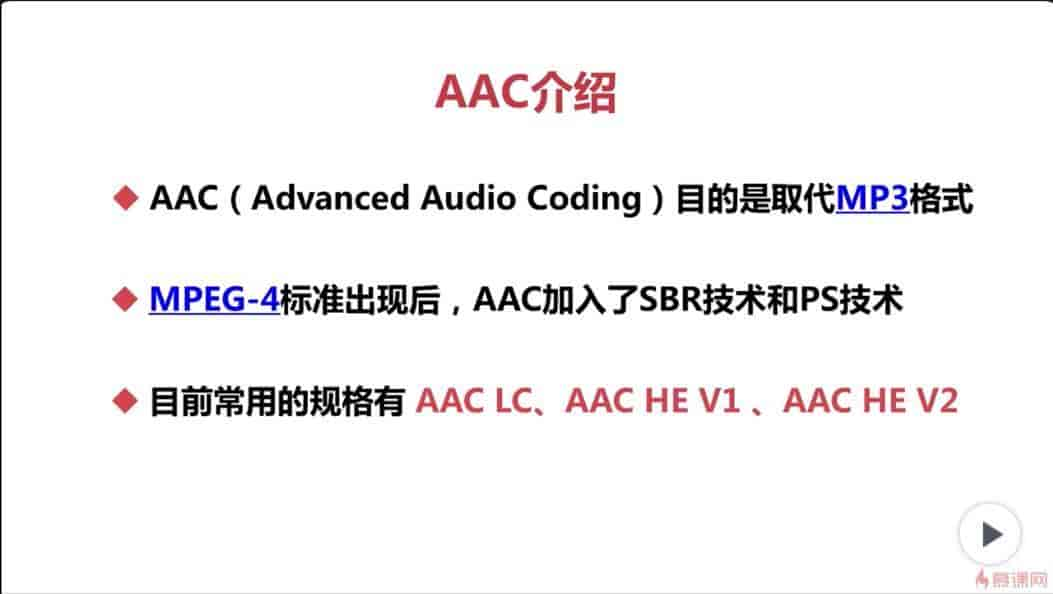 AAC介绍
AAC（Advanced Audio Coding）目的是取代MP3格式
MPEG-4标准出现后，AAC加入了SBR技术和PS技术
目前常用的规格有 AAC LC、AAC HE V1 、AAC HE V2
慕课网